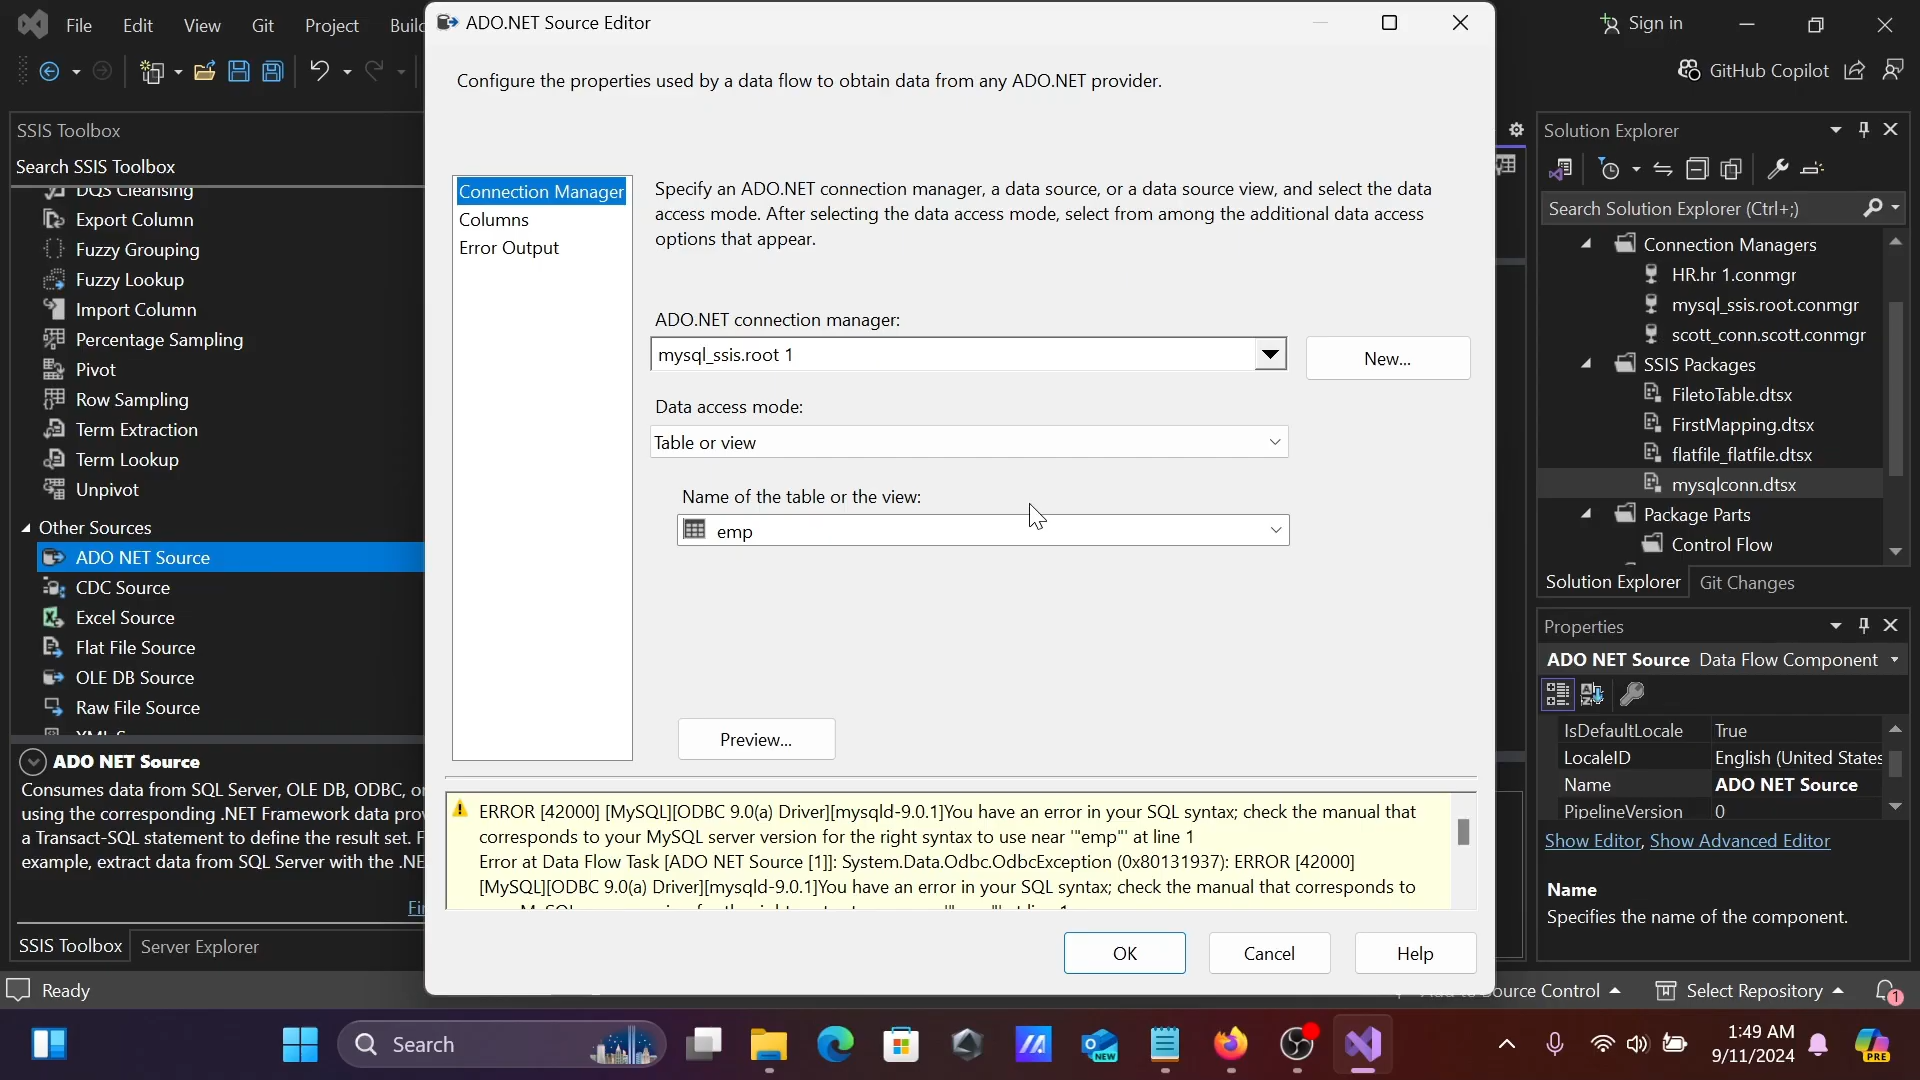 File Edit View Git Project
Sign in
GitHub Copilot
SSIS Toolbox
Search SSIS Toolbox
DQS Cleansing
Export Column
Fuzzy Grouping
Fuzzy Lookup
Import Column
Percentage Sampling
Pivot
Row Sampling
Term Extraction
Term Lookup
Unpivot
Other Sources
ADO NET Source
CDC Source
Excel Source
Flat File Source
OLE DB Source
Raw File Source
ADO NET Source
Consumes data from SQL Server, OLE DB, ODBC,
using the corresponding .NET Framework data
a Transact-SQL statement to define the result set.
example, extract data from SQL Server with the
SSIS Toolbox Server Explorer
Ready
ADO.NET Source Editor
Configure the properties used by a data flow to obtain data from any ADO.NET provider.
Connection Manager
Columns
Error Output
Specify an ADO.NET connection manager, a data source, or a data source view, and select the data
access mode. After selecting the data access mode, select from among the additional data access
options that appear.
ADO.NET connection manager:
mysql_ssis.root 1
New...
Data access mode:
Table or view
Name of the table or the view:
emp
Preview...
ERROR [42000] [MySQL][ODBC 9.0(a) Driver][mysqld-9.0.1]You have an error in your SQL syntax; check the manual that
corresponds to your MySQL server version for the right syntax to use near '"emp"' at line 1
Error at Data Flow Task [ADO NET Source [1]]: System.Data.Odbc.OdbcException (0x80131937): ERROR [42000]
[MySQL][ODBC 9.0(a) Driver][mysqld-9.0.1]You have an error in your SQL syntax; check the manual that corresponds to
OK Cancel Help
Solution Explorer
Search Solution Explorer (Ctrl+;)
Connection Managers
HR.hr 1.conmgr
mysql_ssis.root.conmgr
scott_conn.scott.conmgr
SSIS Packages
FiletoTable.dtsx
FirstMapping.dtsx
flatfile_flatfile.dtsx
mysqlconn.dtsx
Package Parts
Control Flow
Solution Explorer Git Changes
Properties
ADO NET Source Data Flow Component
IsDefaultLocale True
LocaleID English (United States
Name ADO NET Source
PipelineVersion 0
Show Editor, Show Advanced Editor
Name
Specifies the name of the component.
Source Control Select Repository 1
Search
NEW
1:49 AM
9/11/2024
PRE